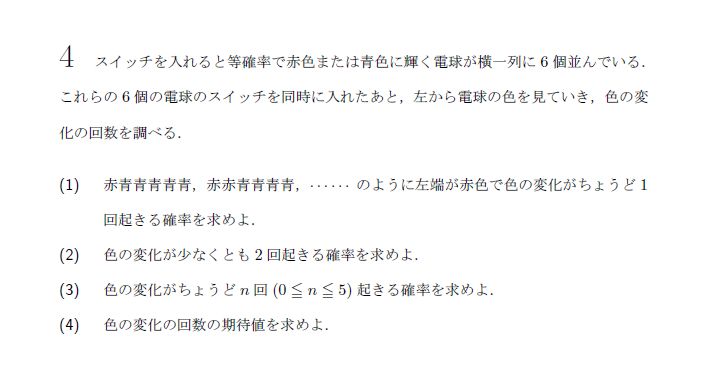 4 スイッチを入れると等確率で赤色または青色に輝く電球が横一列に 6 個並んでいる．
これらの 6 個の電球のスイッチを同時に入れたあと，左から電球の色を見ていき，色の変
化の回数を調べる．
(1) 赤青青青青青，赤赤青青青青，…… のように左端が赤色で色の変化がちょうど 1
回起きる確率を求めよ．
(2) 色の変化が少なくとも 2 回起きる確率を求めよ．
(3) 色の変化がちょうど n 回 (0 ≦ n ≦ 5) 起きる確率を求めよ．
(4) 色の変化の回数の期待値を求めよ．